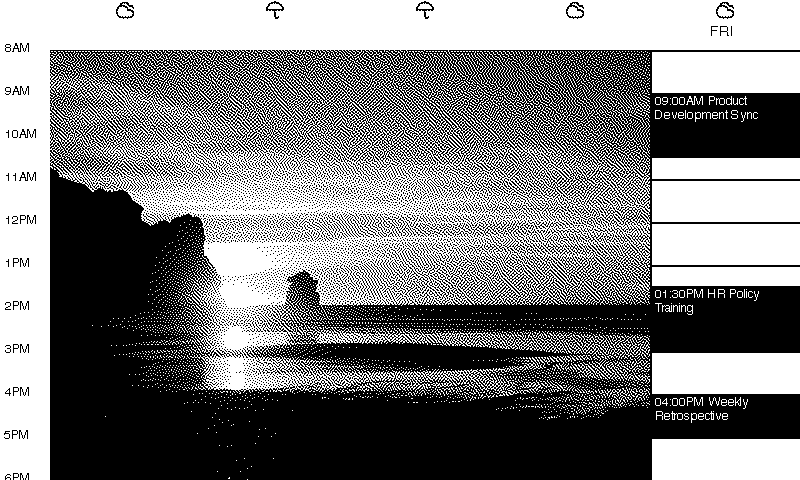 FRI
8AM
9AM
09:00AM Product
Development Sync
10AM
11AM
12PM
1PM
01:30PM HR Policy
Training
2PM
3PM
4PM
04:00PM Weekly
Retrospective
5PM
6PM